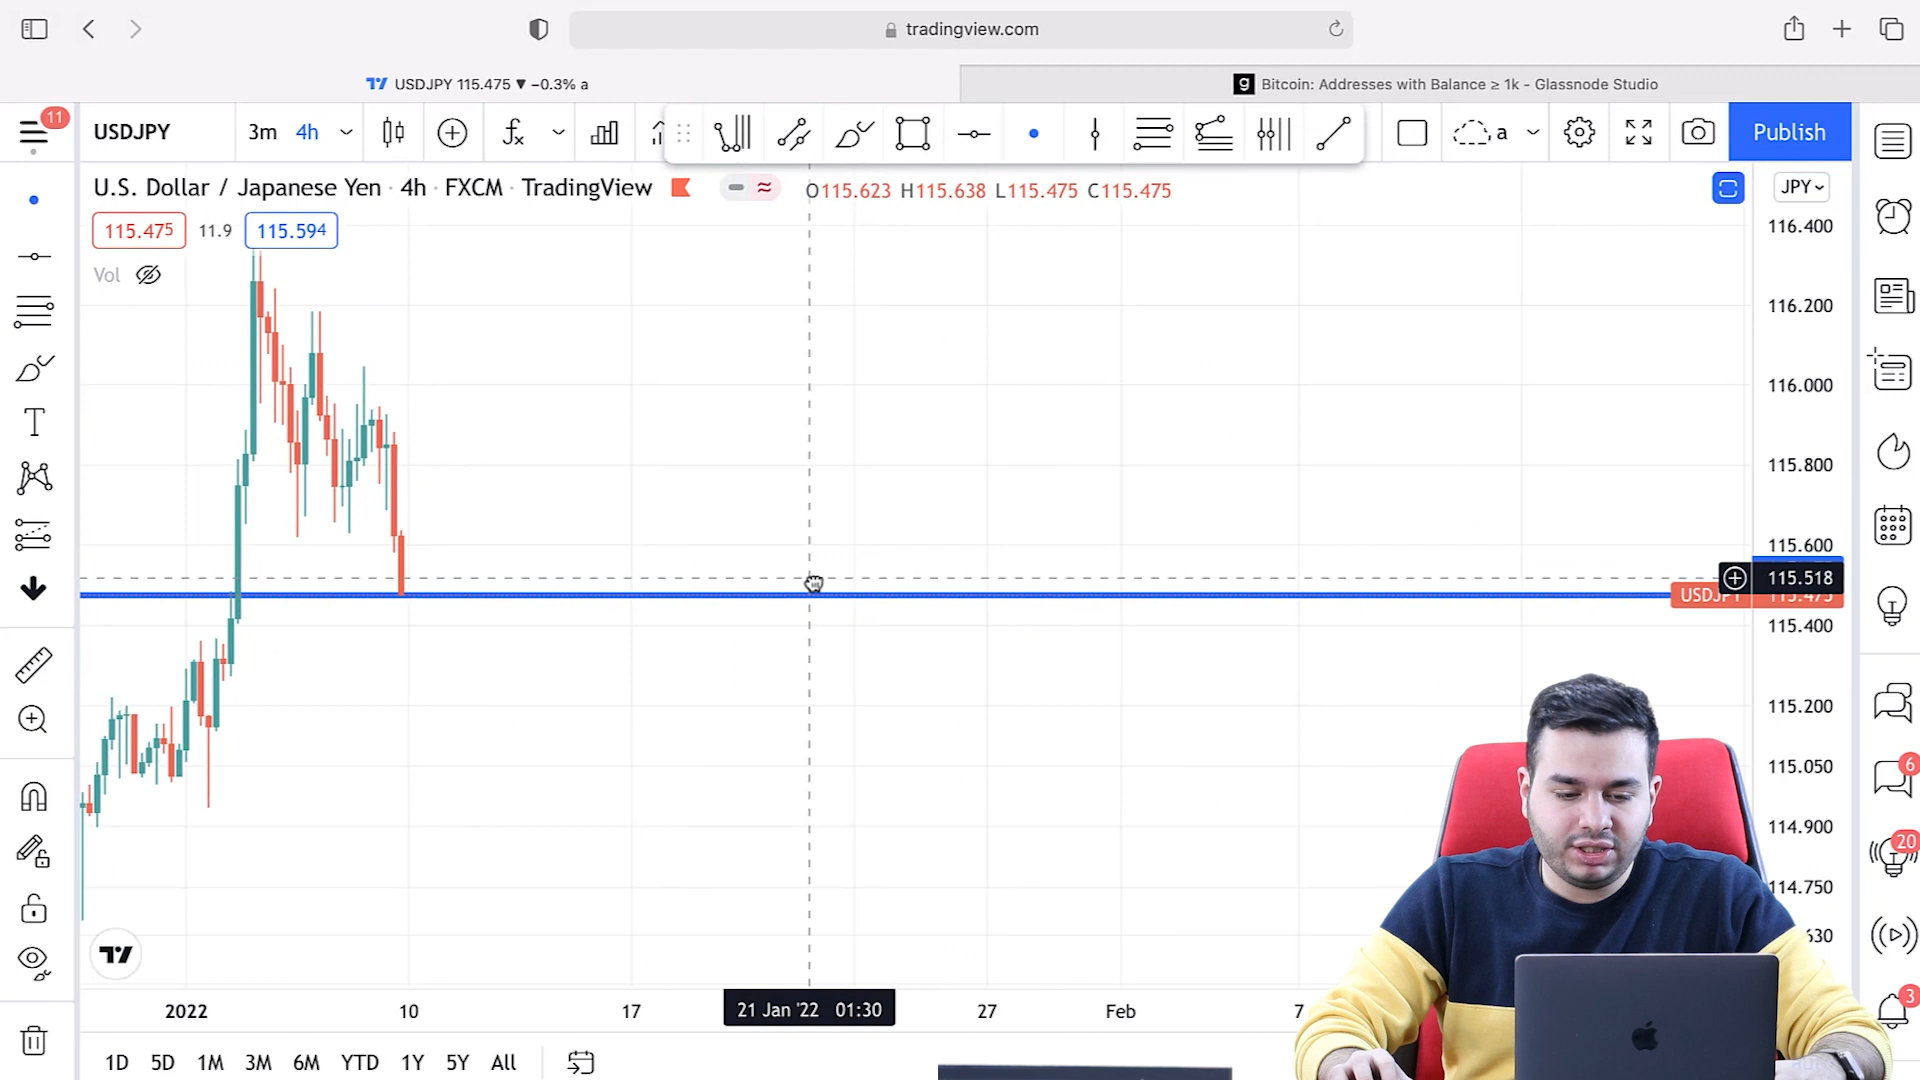 tradingview.com
USDJPY 115.475 ▼ −0.3% a
g Bitcoin: Addresses with Balance ≥ 1k - Glassnode Studio
11
USDJPY 3m 4h a Publish
U.S. Dollar / Japanese Yen · 4h · FXCM · TradingView O115.623 H115.638 L115.475 C115.475
JPY
115.475 11.9 115.594
Vol
116.400
116.200
116.000
115.800
115.600
115.518
USDJPY 115.475
115.400
115.200
115.050
114.900
114.750
6
20
3
2022 10 17 21 Jan '22 01:30 27 Feb 7
1D 5D 1M 3M 6M YTD 1Y 5Y All